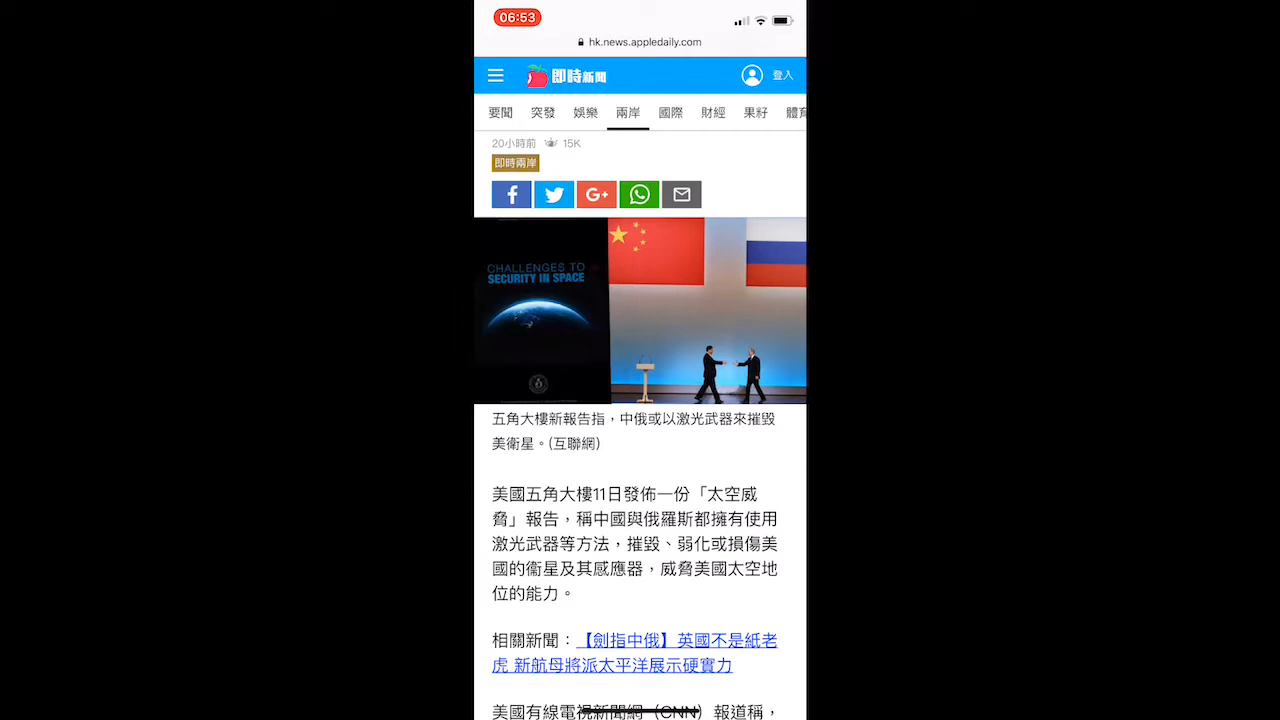 06:53
hk.news.appledaily.com
即時新聞
登入
要聞 突發 娛樂 兩岸 國際 財經 果籽 體育
20小時前 15K
即時兩岸
G+
CHALLENGES TO
SECURITY IN SPACE
五角大樓新報告指，中俄或以激光武器來摧毀
美衛星。(互聯網)
美國五角大樓11日發佈一份「太空威
脅」報告，稱中國與俄羅斯都擁有使用
激光武器等方法，摧毀、弱化或損傷美
國的衞星及其感應器，威脅美國太空地
位的能力。
相關新聞：【劍指中俄】英國不是紙老
虎 新航母將派太平洋展示硬實力
美國有線電視新聞網（CNN）報道稱，